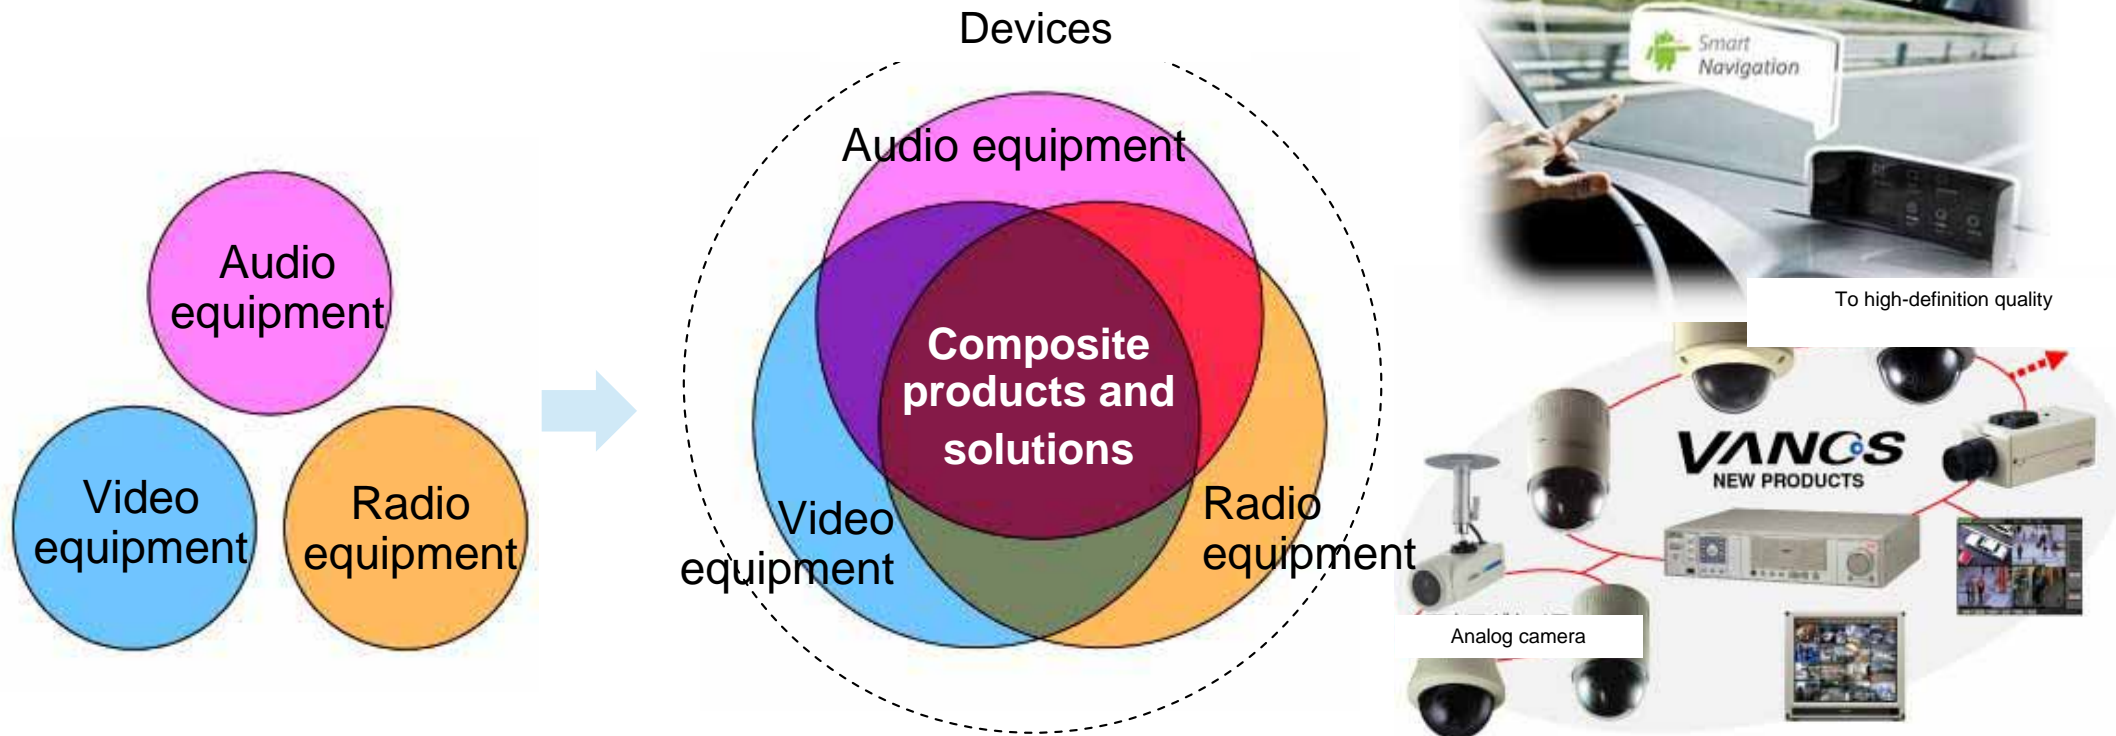 Devices
Audio
equipment
Video
equipment
Radio
equipment
Audio equipment
Composite
products and
solutions
Video
equipment
Radio
equipment
Smart
Navigation
To high-definition quality
VANCS
NEW PRODUCTS
Analog camera